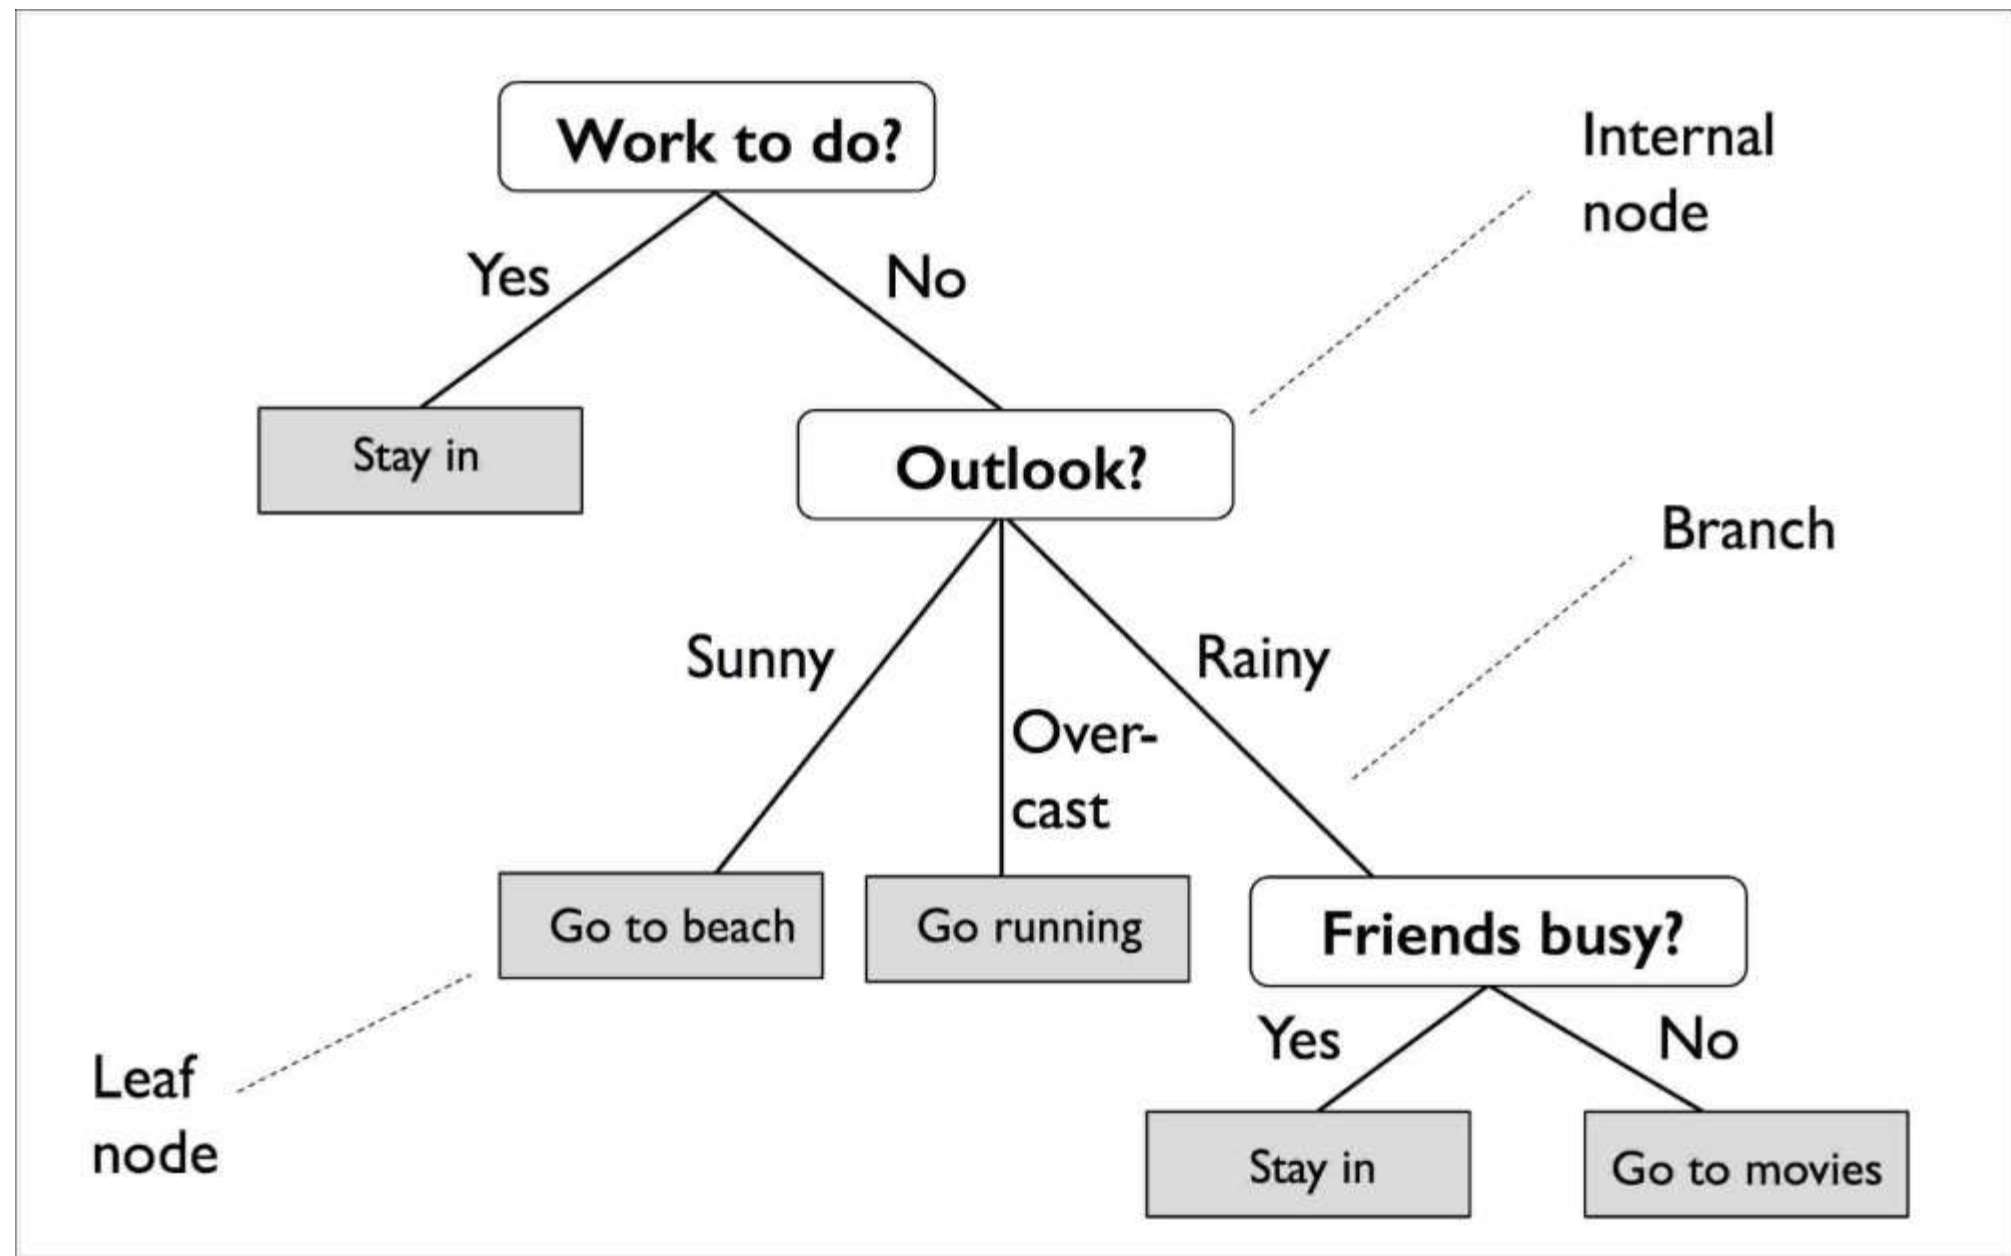 Work to do?
Internal
node
Yes
No
Stay in
Outlook?
Branch
Sunny
Rainy
Over-
cast
Go to beach
Go running
Friends busy?
Yes
No
Leaf
node
Stay in
Go to movies